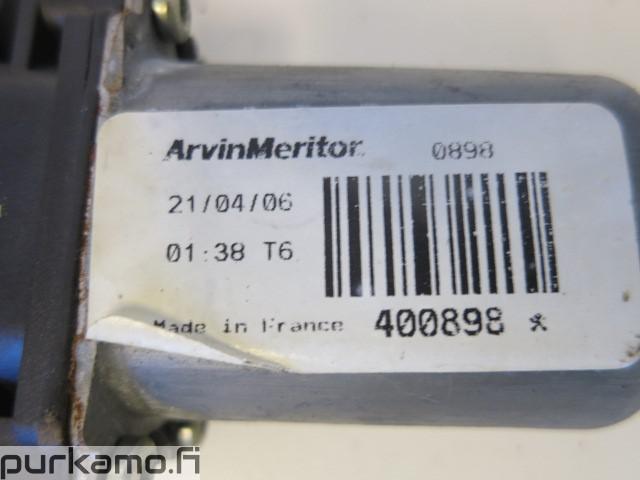 ArvinMeritor 0898
21/04/06
01:38 T6
Made in France 400898
purkamo.fi